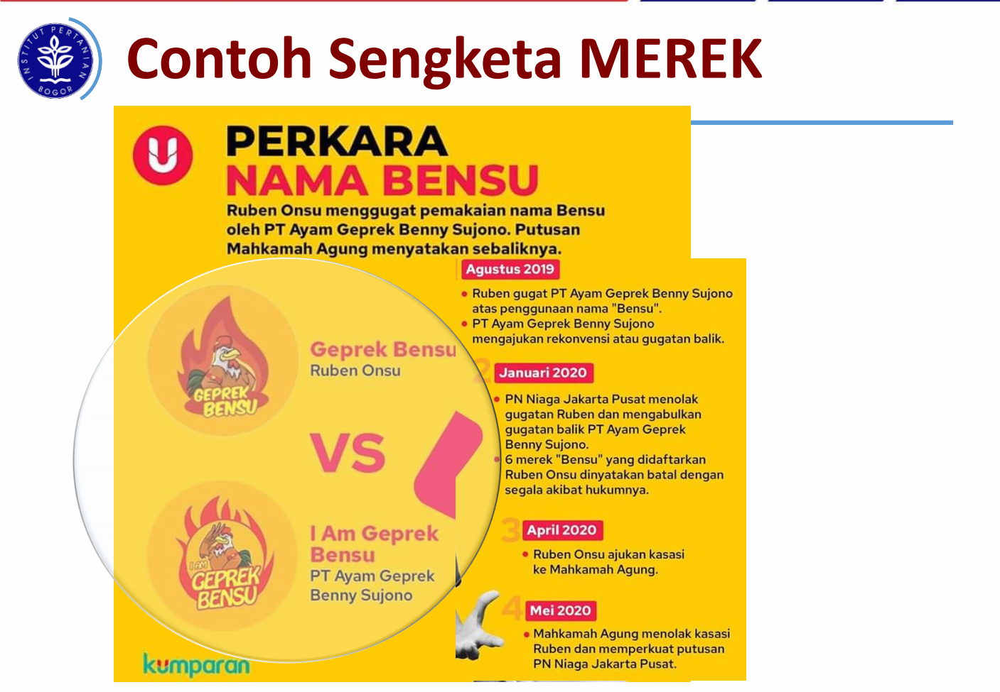 INSTITUT PERTANIAN
BOGOR
Contoh Sengketa MEREK
PERKARA
NAMA BENSU
Ruben Onsu menggugat pemakaian nama Bensu
oleh PT Ayam Geprek Benny Sujono. Putusan
Mahkamah Agung menyatakan sebaliknya.
GEPREK
BENSU
Geprek Bensu
Ruben Onsu
VS
I AM
GEPREK
BENSU
I Am Geprek
Bensu
PT Ayam Geprek
Benny Sujono
kumparan
Agustus 2019
• Ruben gugat PT Ayam Geprek Benny Sujono
atas penggunaan nama "Bensu".
• PT Ayam Geprek Benny Sujono
mengajukan rekonvensi atau gugatan balik.
2 Januari 2020
• PN Niaga Jakarta Pusat menolak
gugatan Ruben dan mengabulkan
gugatan balik PT Ayam Geprek
Benny Sujono.
• 6 merek "Bensu" yang didaftarkan
Ruben Onsu dinyatakan batal dengan
segala akibat hukumnya.
3 April 2020
• Ruben Onsu ajukan kasasi
ke Mahkamah Agung.
4 Mei 2020
• Mahkamah Agung menolak kasasi
Ruben dan memperkuat putusan
PN Niaga Jakarta Pusat.